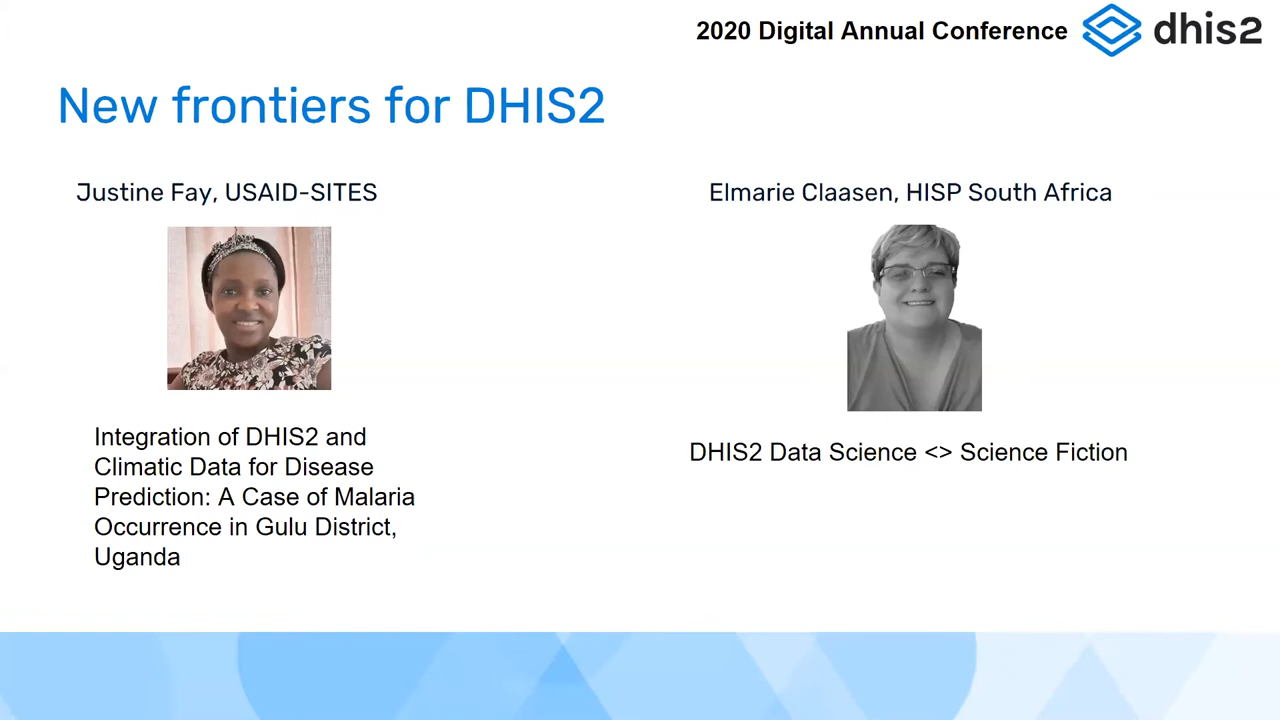 2020 Digital Annual Conference
dhis2
New frontiers for DHIS2
Justine Fay, USAID-SITES
Integration of DHIS2 and
Climatic Data for Disease
Prediction: A Case of Malaria
Occurrence in Gulu District,
Uganda
Elmarie Claasen, HISP South Africa
DHIS2 Data Science <> Science Fiction